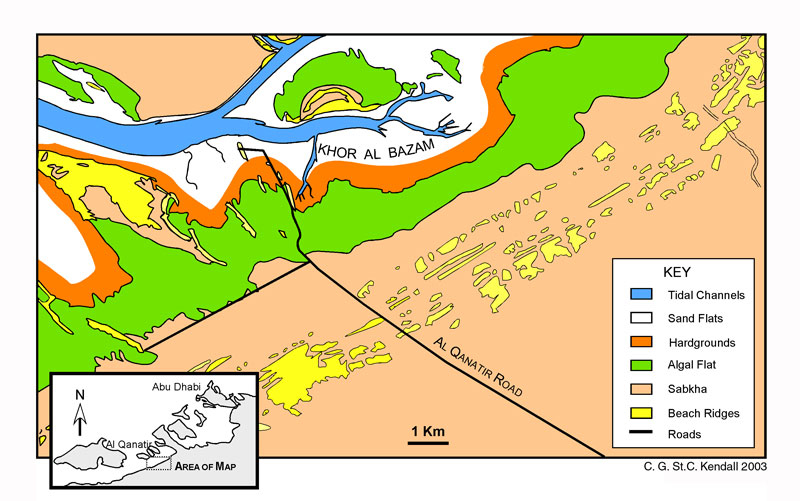 KHOR AL BAZAM
KEY
Tidal Channels
Sand Flats
Hardgrounds
Algal Flat
Sabkha
Beach Ridges
Roads
AL QANATIR ROAD
1 Km
N
Abu Dhabi
Al Qanatir
AREA OF MAP
C. G. St.C. Kendall 2003